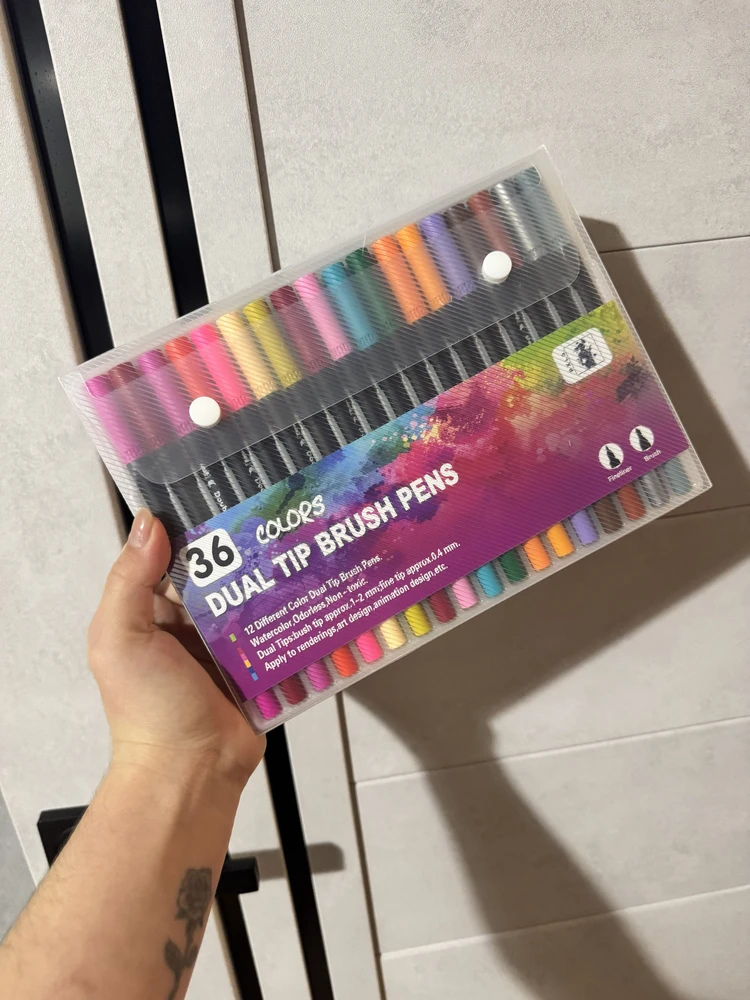 36
COLORS
DUAL TIP BRUSH PENS
12 Different Color Dual Tip Brush Pens.
Watercolor,Odorless,Non-toxic.
Dual Tips:bush tip approx.1-2 mm;fine tip approx.0.4 mm.
Apply to renderings,art design,animation design,etc.
Fineliner
Brush